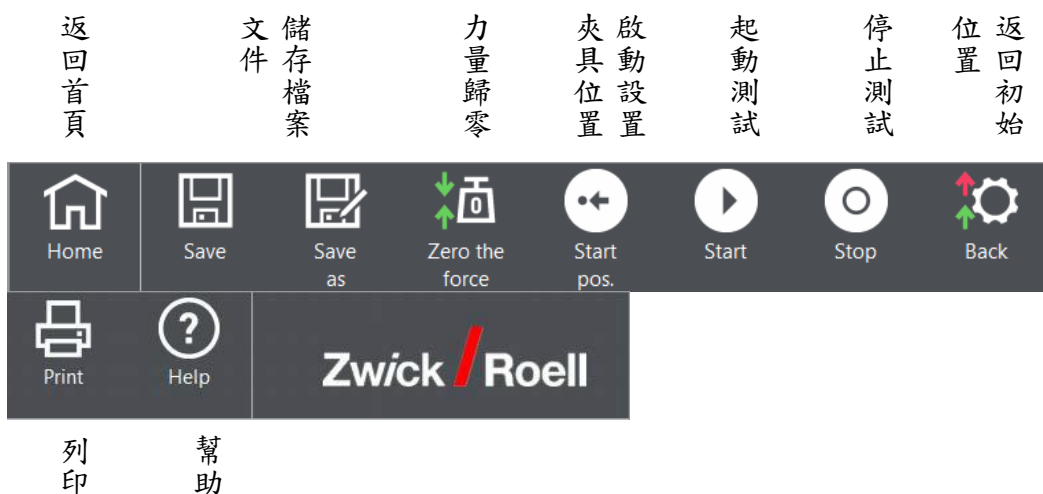 返回首頁
儲存檔案
文件
力量歸零
啟動設置
夾具位置
起動測試
停止測試
返回初始
位置
Home
Save
Save
as
Zero the
force
Start
pos.
Start
Stop
Back
Print
Help
Zwick / Roell
列印
幫助